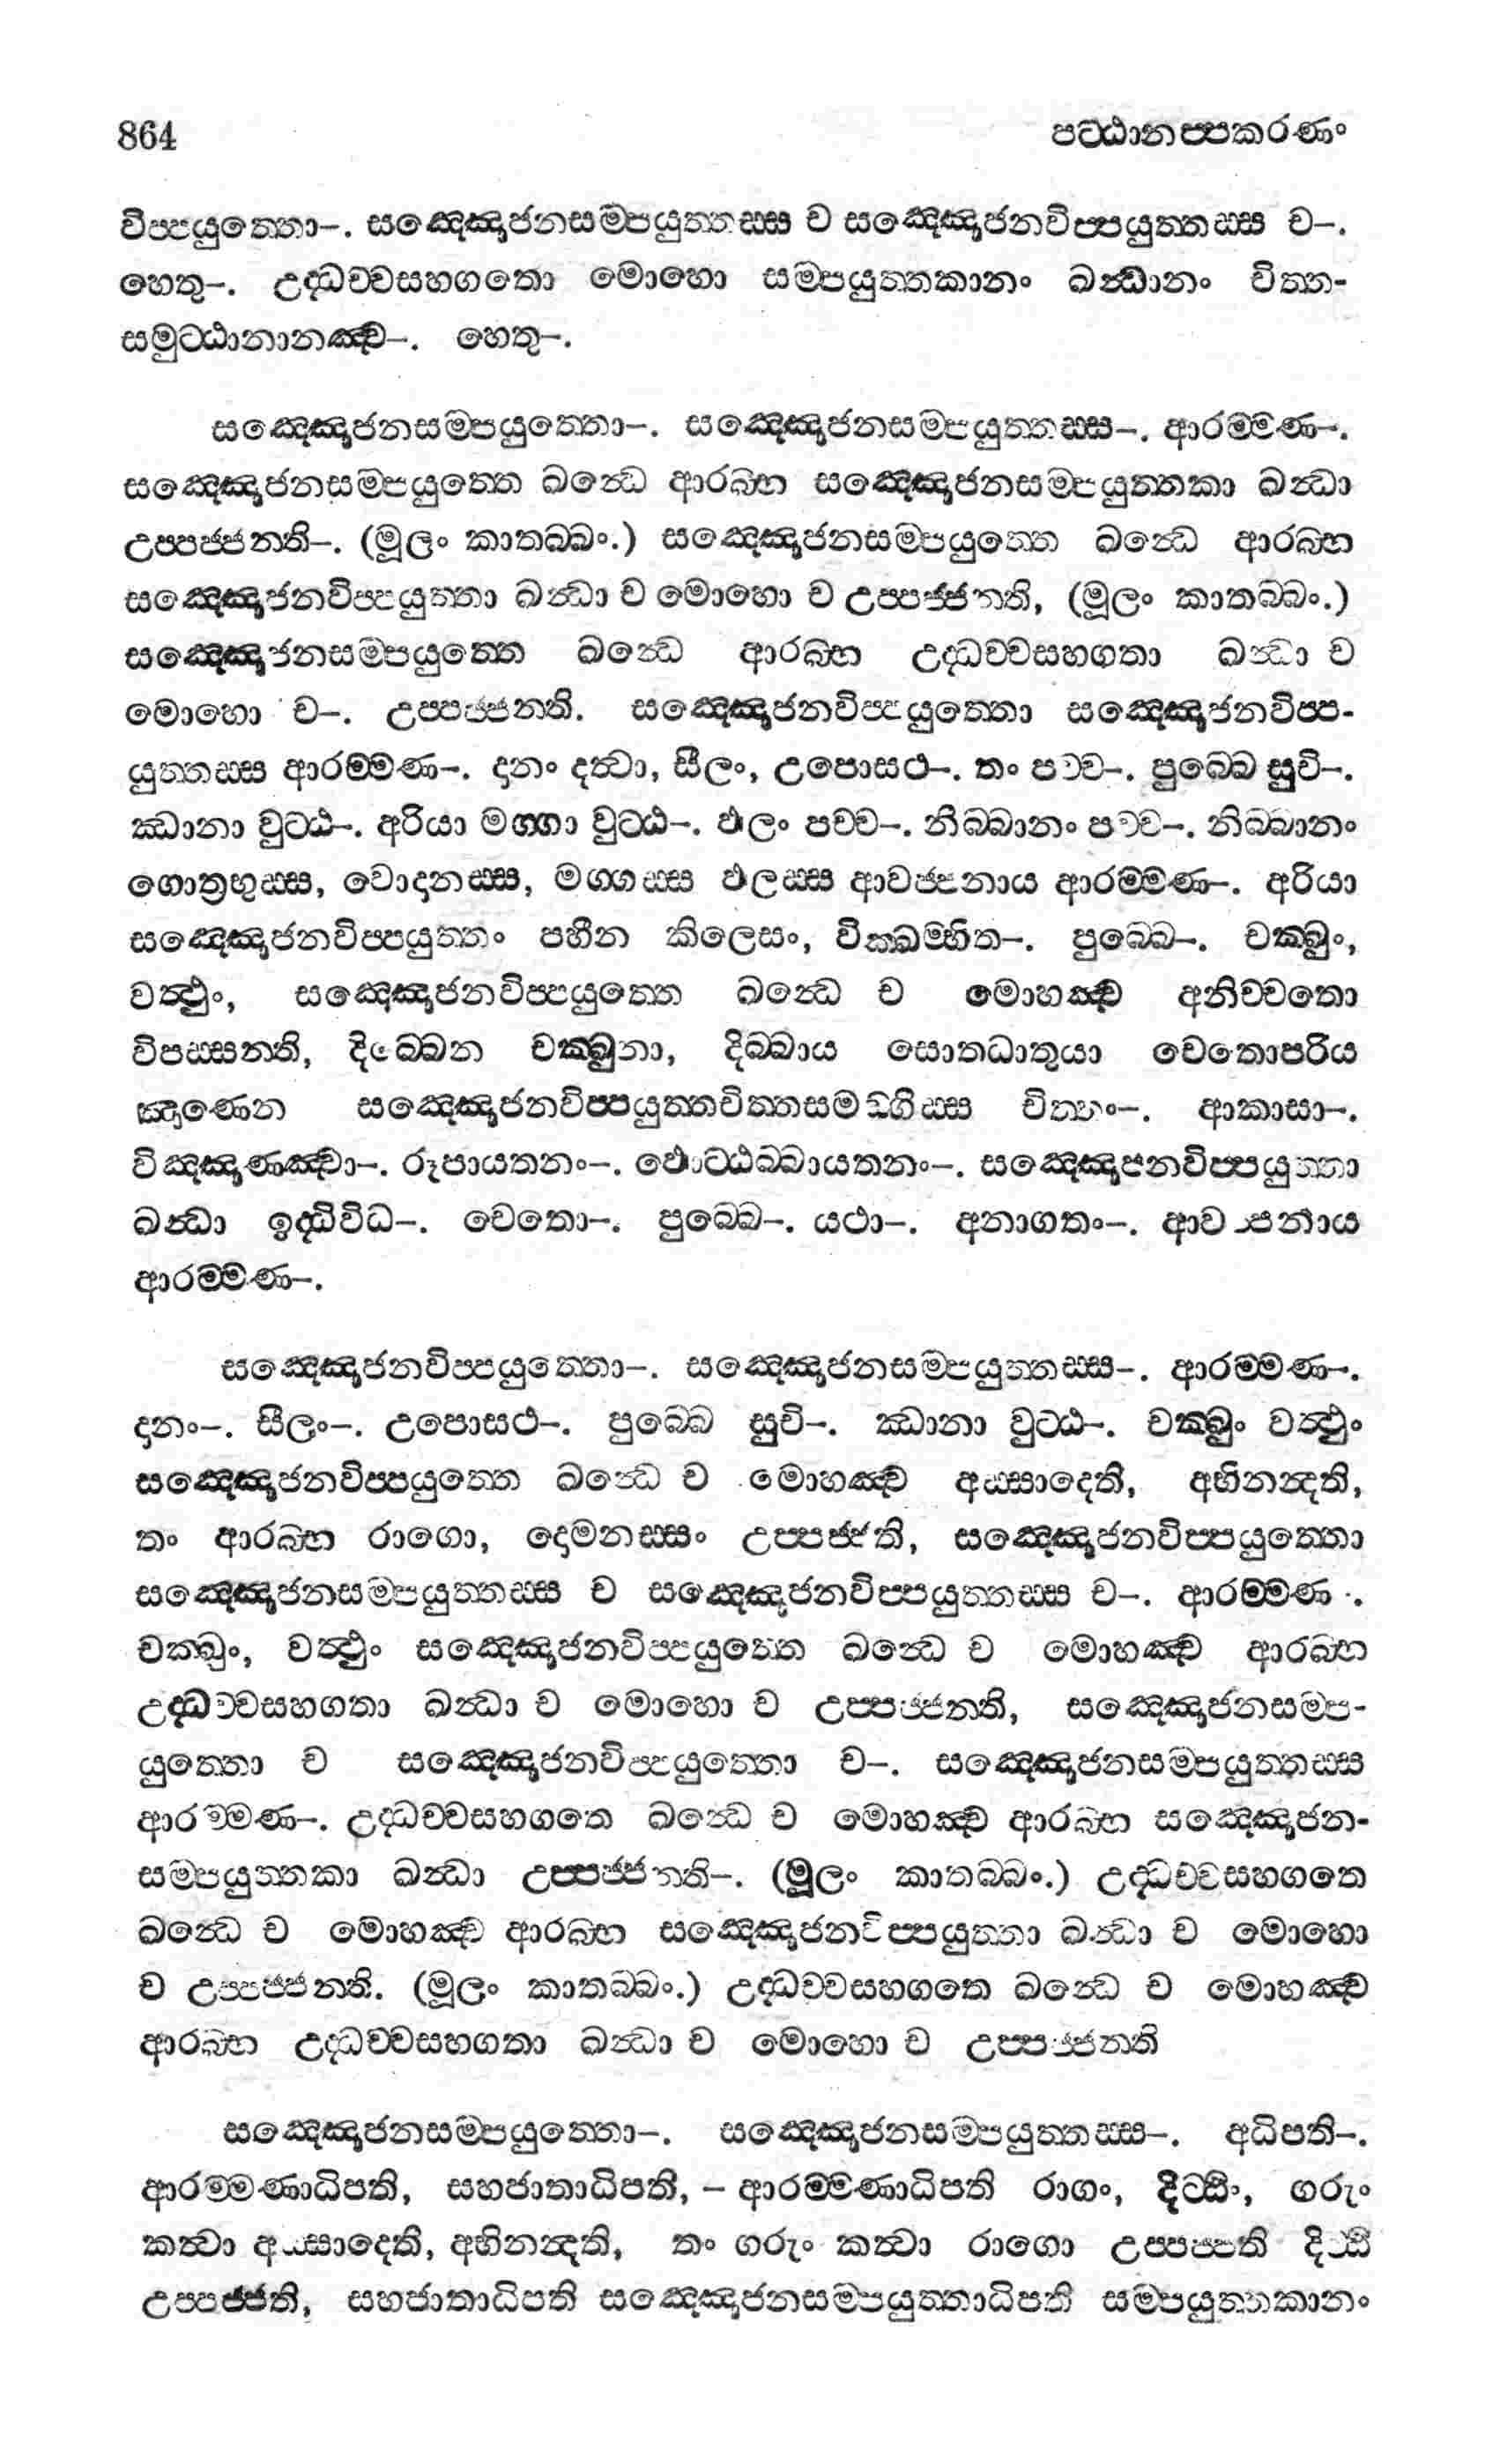 864 පට්ඨානප්පකරණං
විප්පයුත්තො–. සඤ්ඤෙජනසම්පයුත්තස්ස ච සඤ්ඤෙජනවිප්පයුත්තස්ස ච–.
හෙතු–. උද්ධච්චසහගතො මොහො සම්පයුත්තකානං ඛන්ධානං චිත්ත-
සමුට්ඨානානඤ්ච–. හෙතු–.
සඤ්ඤෙජනසම්පයුත්තො–. සඤ්ඤෙජනසම්පයුත්තස්ස–. ආරම්මණ–.
සඤ්ඤෙජනසම්පයුත්තෙ ඛන්ධෙ ආරබ්භ සඤ්ඤෙජනසම්පයුත්තකා ඛන්ධා
උප්පජ්ජන්ති–. (මූලං කාතබ්බං.) සඤ්ඤෙජනසම්පයුත්තෙ ඛන්ධෙ ආරබ්භ
සඤ්ඤෙජනවිප්පයුත්තා ඛන්ධා ච මොහො ච උප්පජ්ජන්ති, (මූලං කාතබ්බං.)
සඤ්ඤෙජනසම්පයුත්තෙ ඛන්ධෙ ආරබ්භ උද්ධච්චසහගතා ඛන්ධා ච
මොහො ච–. උප්පජ්ජන්ති. සඤ්ඤෙජනවිප්පයුත්තො සඤ්ඤෙජනවිප්ප-
යුත්තස්ස ආරම්මණ–. දානං දත්වා, සීලං, උපොසථ–. තං පච්ච–. පුබ්බෙ සුචි–.
ඣානා වුට්ඨ–. අරියා මග්ගා වුට්ඨ–. ඵලං පච්ච–. නිබ්බානං පච්ච–. නිබ්බානං
ගොත්‍රභුස්ස, වොදානස්ස, මග්ගස්ස ඵලස්ස ආවජ්ජනාය ආරම්මණ–. අරියා
සඤ්ඤෙජනවිප්පයුත්තං පහීන කිලෙසං, වික්ඛම්භිත–. පුබ්බෙ–. චක්ඛුං,
වත්ථුං, සඤ්ඤෙජනවිප්පයුත්තෙ ඛන්ධෙ ච මොහඤ්ච අනිච්චතො
විපස්සන්ති, දිබ්බෙන චක්ඛුනා, දිබ්බාය සොතධාතුයා චෙතොපරිය
ඤාණෙන සඤ්ඤෙජනවිප්පයුත්තචිත්තසමඞ්ගිස්ස චිත්තං–. ආකාසා–.
විඤ්ඤාණඤ්චා–. රූපායතනං–. ඵොට්ඨබ්බායතනං–. සඤ්ඤෙජනවිප්පයුත්තා
ඛන්ධා ඉද්ධිවිධ–. චෙතො–. පුබ්බෙ–. යථා–. අනාගතං–. ආවජ්ජනාය
ආරම්මණ–.
සඤ්ඤෙජනවිප්පයුත්තො–. සඤ්ඤෙජනසම්පයුත්තස්ස–. ආරම්මණ–.
දානං–. සීලං–. උපොසථ–. පුබ්බෙ සුචි–. ඣානා වුට්ඨ–. චක්ඛුං වත්ථුං
සඤ්ඤෙජනවිප්පයුත්තෙ ඛන්ධෙ ච මොහඤ්ච අස්සාදෙති, අභිනන්දති,
තං ආරබ්භ රාගො, දොමනස්සං උප්පජ්ජති, සඤ්ඤෙජනවිප්පයුත්තො
සඤ්ඤෙජනසම්පයුත්තස්ස ච සඤ්ඤෙජනවිප්පයුත්තස්ස ච–. ආරම්මණ–.
චක්ඛුං, වත්ථුං සඤ්ඤෙජනවිප්පයුත්තෙ ඛන්ධෙ ච මොහඤ්ච ආරබ්භ
උද්ධච්චසහගතා ඛන්ධා ච මොහො ච උප්පජ්ජන්ති, සඤ්ඤෙජනසම්ප-
යුත්තො ච සඤ්ඤෙජනවිප්පයුත්තො ච–. සඤ්ඤෙජනසම්පයුත්තස්ස
ආරම්මණ–. උද්ධච්චසහගතෙ ඛන්ධෙ ච මොහඤ්ච ආරබ්භ සඤ්ඤෙජන-
සම්පයුත්තකා ඛන්ධා උප්පජ්ජන්ති–. (මූලං කාතබ්බං.) උද්ධච්චසහගතෙ
ඛන්ධෙ ච මොහඤ්ච ආරබ්භ සඤ්ඤෙජනවිප්පයුත්තා ඛන්ධා ච මොහො
ච උප්පජ්ජන්ති. (මූලං කාතබ්බං.) උද්ධච්චසහගතෙ ඛන්ධෙ ච මොහඤ්ච
ආරබ්භ උද්ධච්චසහගතා ඛන්ධා ච මොහො ච උප්පජ්ජන්ති
සඤ්ඤෙජනසම්පයුත්තො–. සඤ්ඤෙජනසම්පයුත්තස්ස–. අධිපති–.
ආරම්මණාධිපති, සහජාතාධිපති, – ආරම්මණාධිපති රාගං, දිට්ඨිං, ගරුං
කත්වා අස්සාදෙති, අභිනන්දති, තං ගරුං කත්වා රාගො උප්පජ්ජති දිට්ඨි
උප්පජ්ජති, සහජාතාධිපති සඤ්ඤෙජනසම්පයුත්තාධිපති සම්පයුත්තකානං